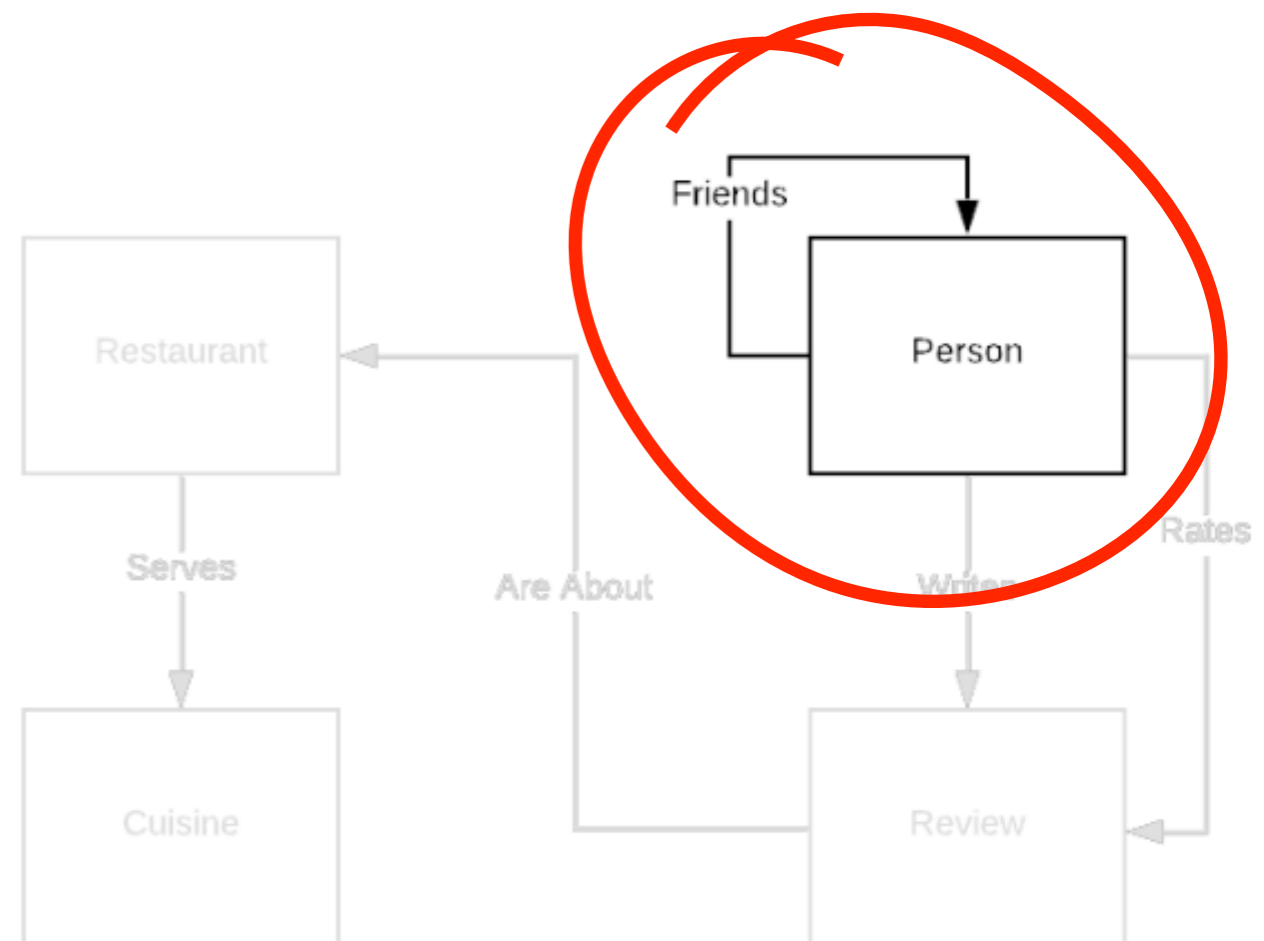 Friends
Restaurant
Person
Rates
Serves
Are About
Cuisine
Review